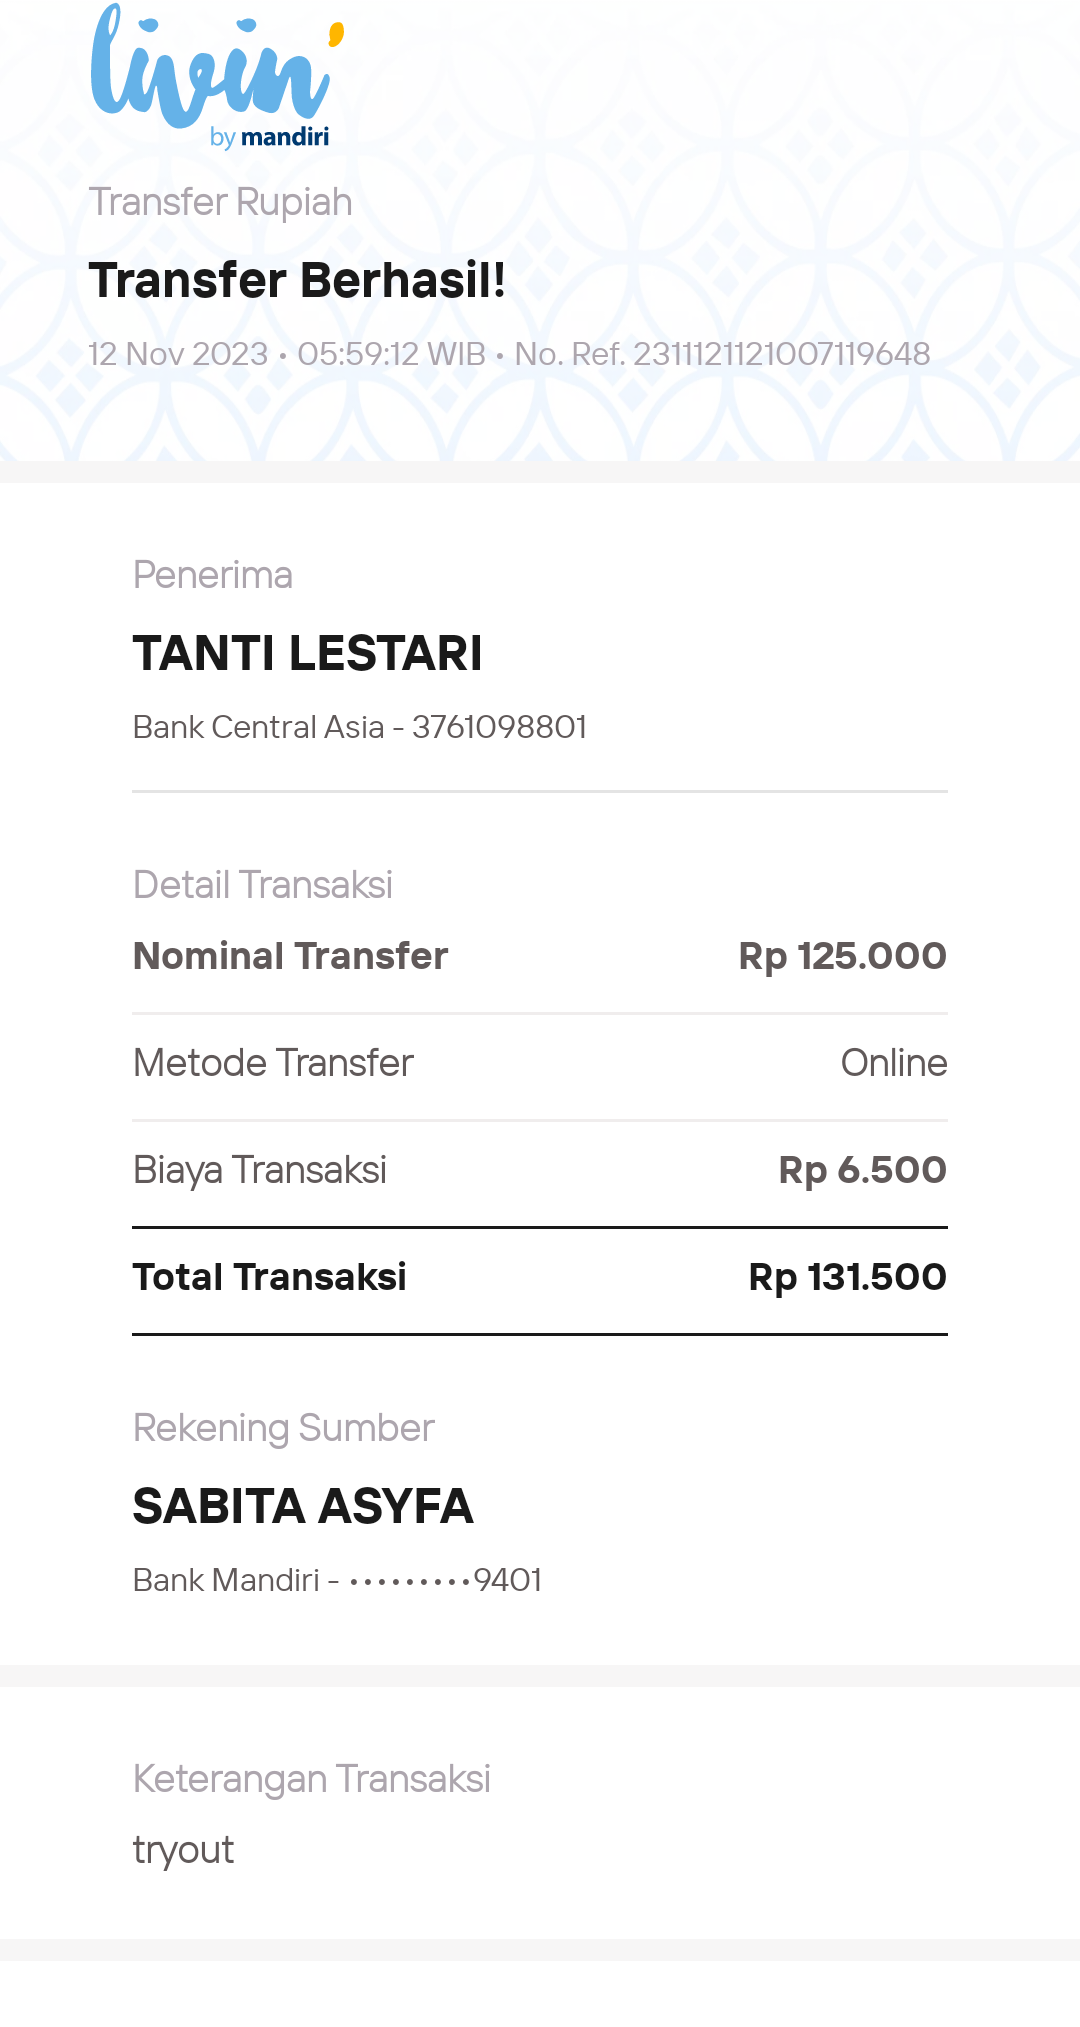 livin'
by mandiri
Transfer Rupiah
Transfer Berhasil!
12 Nov 2023 • 05:59:12 WIB • No. Ref. 2311121121007119648
Penerima
TANTI LESTARI
Bank Central Asia - 3761098801
Detail Transaksi
Nominal Transfer Rp 125.000
Metode Transfer Online
Biaya Transaksi Rp 6.500
Total Transaksi Rp 131.500
Rekening Sumber
SABITA ASYFA
Bank Mandiri - •••••••••9401
Keterangan Transaksi
tryout